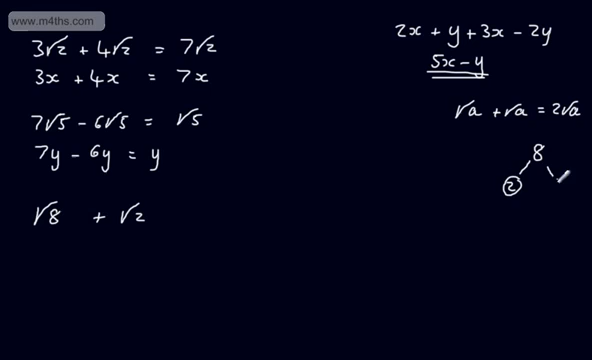 www.m4ths.com
3√2 + 4√2 = 7√2
3x + 4x = 7x
7√5 - 6√5 = √5
7y - 6y = y
√8 + √2
2x + y + 3x - 2y
5x - y
√a + √a = 2√a
8
2